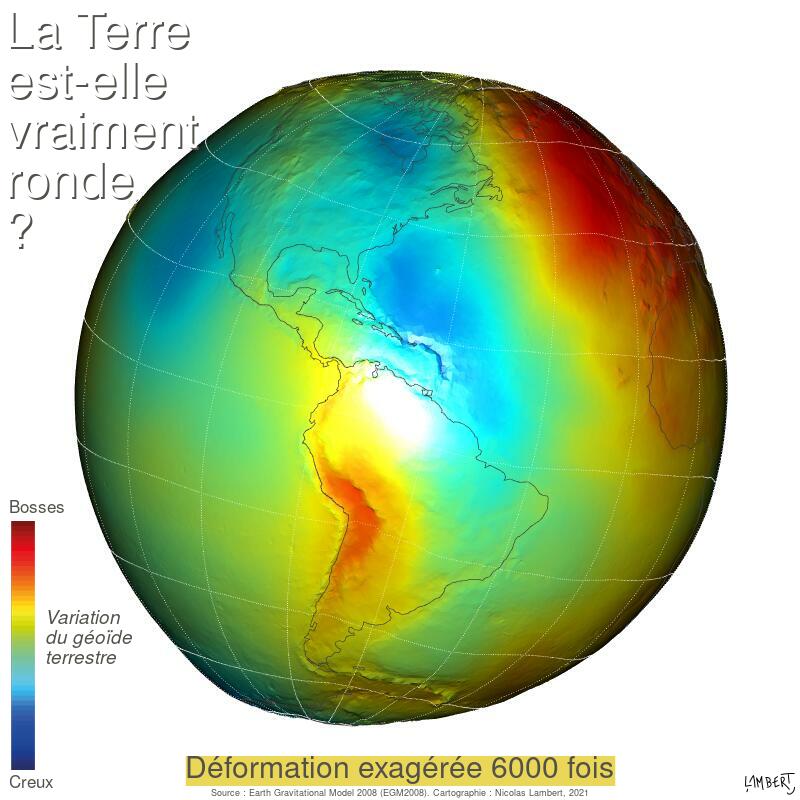 La Terre
est-elle
vraiment
ronde
?
Bosses
Variation
du géoïde
terrestre
Creux
Déformation exagérée 6000 fois
Source : Earth Gravitational Model 2008 (EGM2008). Cartographie : Nicolas Lambert, 2021
LAMBERT